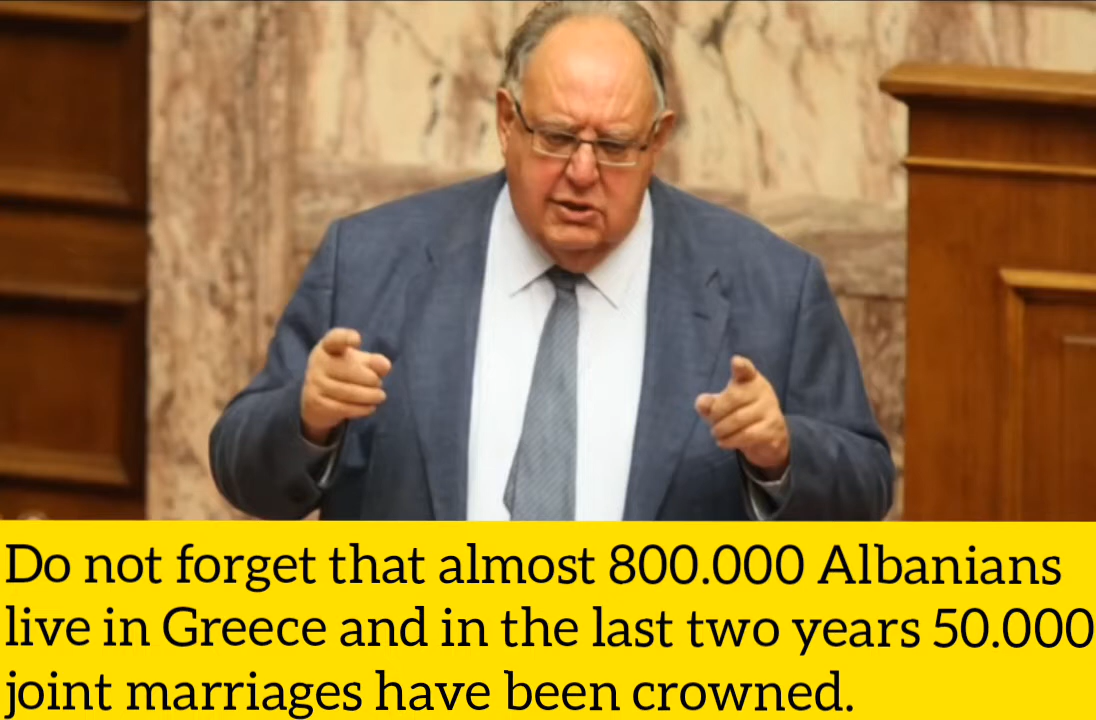 Do not forget that almost 800.000 Albanians
live in Greece and in the last two years 50.000
joint marriages have been crowned.